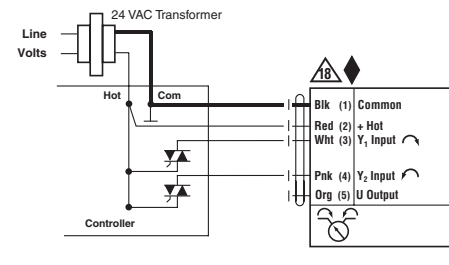 24 VAC Transformer
Line
Volts
Hot
Com
18
Blk (1) Common
Red (2) + Hot
Wht (3) Y1 Input
Pnk (4) Y2 Input
Org (5) U Output
Controller